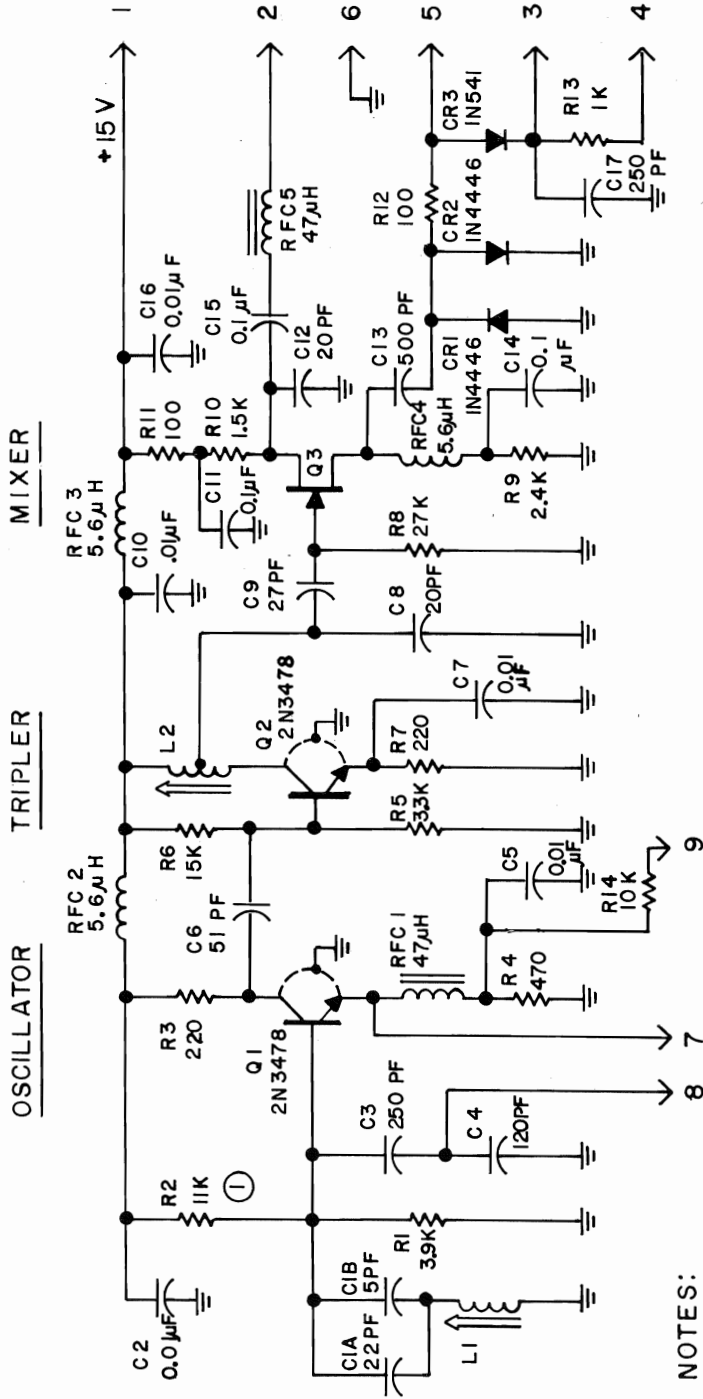 OSCILLATOR
TRIPLER
MIXER
C2
0.01µF
R2
11K
1
C1A
22PF
C1B
5PF
L1
R1
3.9K
C3
250 PF
C4
120PF
8
7
Q1
2N3478
R3
220
RFC 2
5.6µH
C6
51 PF
RFC 1
47µH
R4
470
C5
0.01
µF
R14
10 K
9
R6
15K
R5
3.3K
L2
Q2
2N3478
R7
220
C7
0.01
µF
C8
20PF
C9
27PF
C10
.01µF
RFC 3
5.6µH
R8
27K
Q3
R11
100
R10
1.5K
C11
0.1µF
C16
0.01µF
C15
0.1µF
C12
20PF
RFC5
47µH
C13
500 PF
RFC4
5.6µH
R9
2.4K
C14
0.1
µF
CR1
1N4446
CR2
1N4446
R12
100
CR3
1N541
C17
250
PF
R13
1K
+15V
1
2
6
5
3
4
NOTES: